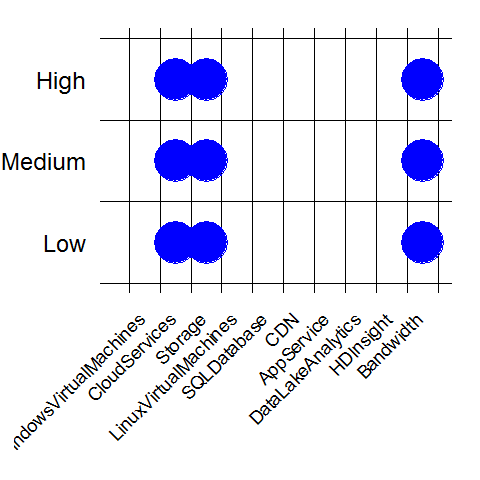 High
Medium
Low
ndowsVirtualMachines
CloudServices
Storage
LinuxVirtualMachines
SQLDatabase
CDN
AppService
DataLakeAnalytics
HDInsight
Bandwidth